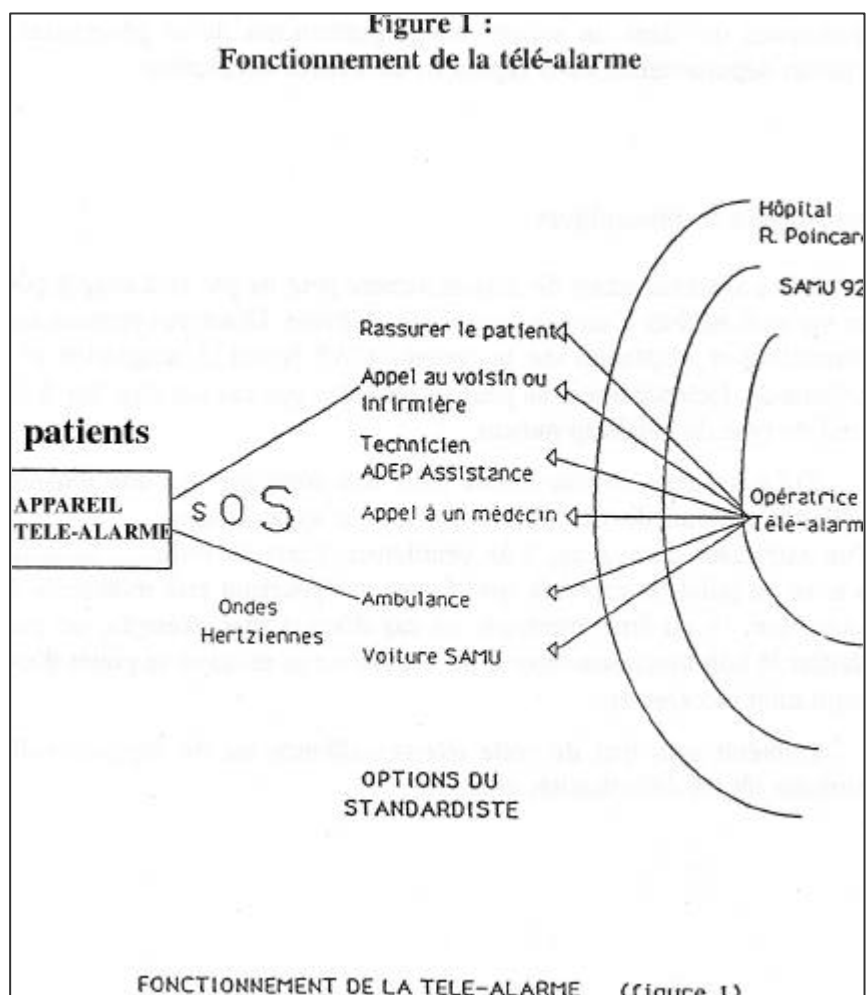 Figure 1 :
Fonctionnement de la télé-alarme
Hôpital
R. Poincar
SAMU 92
Rassurer le patient
Appel au voisin ou
infirmière
patients
Technicien
ADEP Assistance
APPAREIL
TELE-ALARME
SOS
Appel à un médecin
Opératrice
Télé-alarm
Ambulance
Ondes
Hertziennes
Voiture SAMU
OPTIONS DU
STANDARDISTE
FONCTIONNEMENT DE LA TELE-ALARME (figure 1)